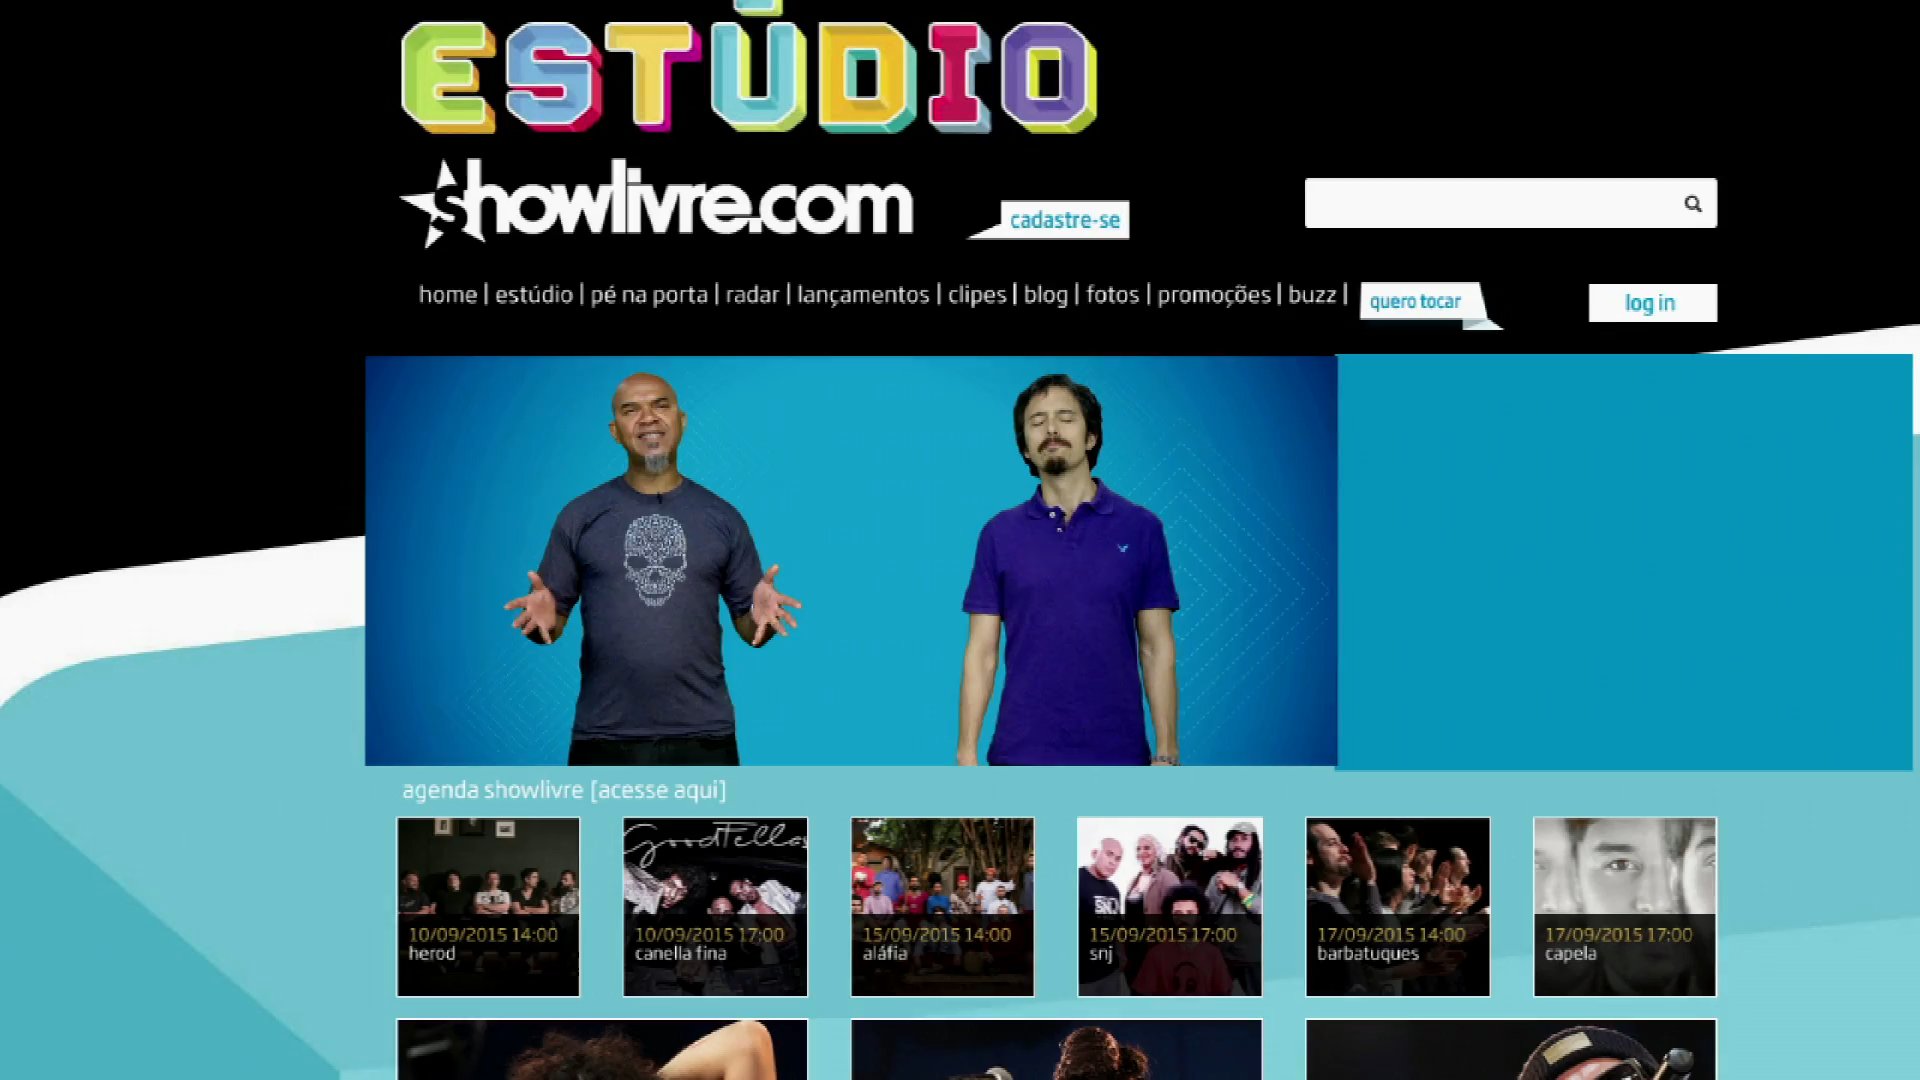 ESTÚDIO
showlivre.com
cadastre-se
home | estúdio | pé na porta | radar | lançamentos | clipes | blog | fotos | promoções | buzz |
quero tocar
log in
agenda showlivre [acesse aqui]
GoodFellas
SNJ
10/09/2015 14:00
herod
10/09/2015 17:00
canella fina
15/09/2015 14:00
aláfia
15/09/2015 17:00
snj
17/09/2015 14:00
barbatuques
17/09/2015 17:00
capela